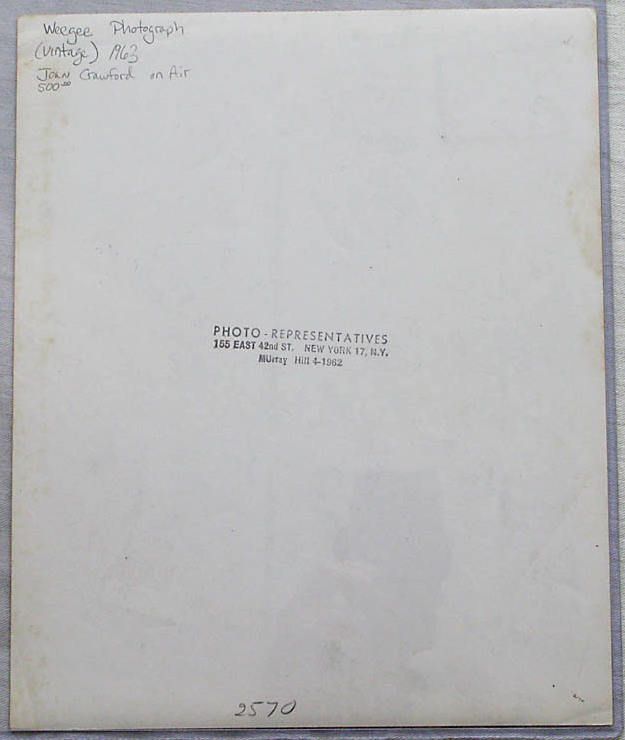 Weegee Photograph
(vintage) 1963
Joan Crawford on Air
500.00
PHOTO-REPRESENTATIVES
155 EAST 42nd ST. NEW YORK 17, N.Y.
MUrray Hill 4-1962
2570